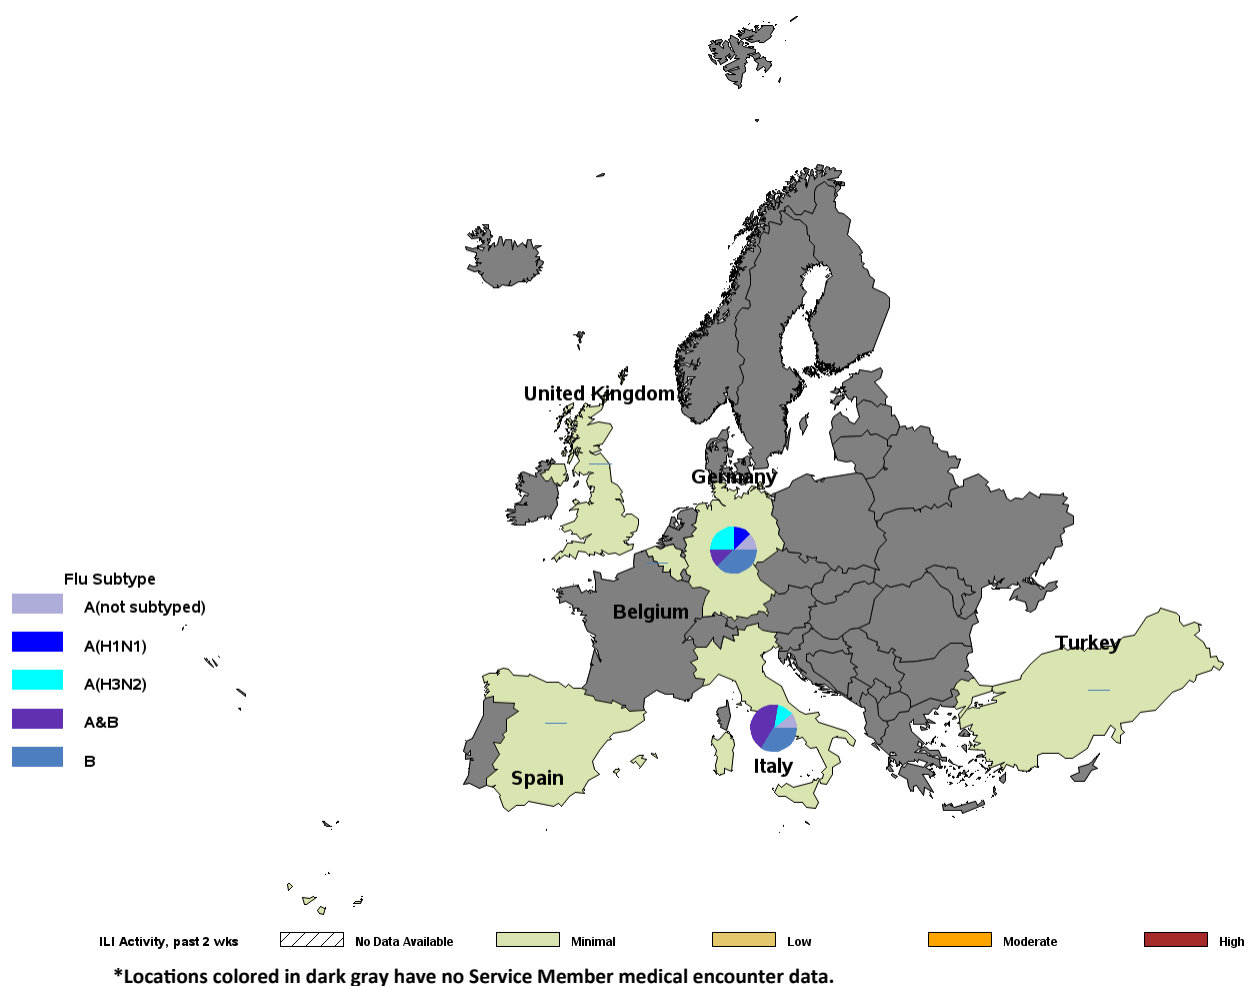 United Kingdom
Germany
Flu Subtype
A(not subtyped)
Belgium
A(H1N1)
Turkey
A(H3N2)
A&B
B
Italy
Spain
ILI Activity, past 2 wks No Data Available Minimal Low Moderate High
*Locations colored in dark gray have no Service Member medical encounter data.